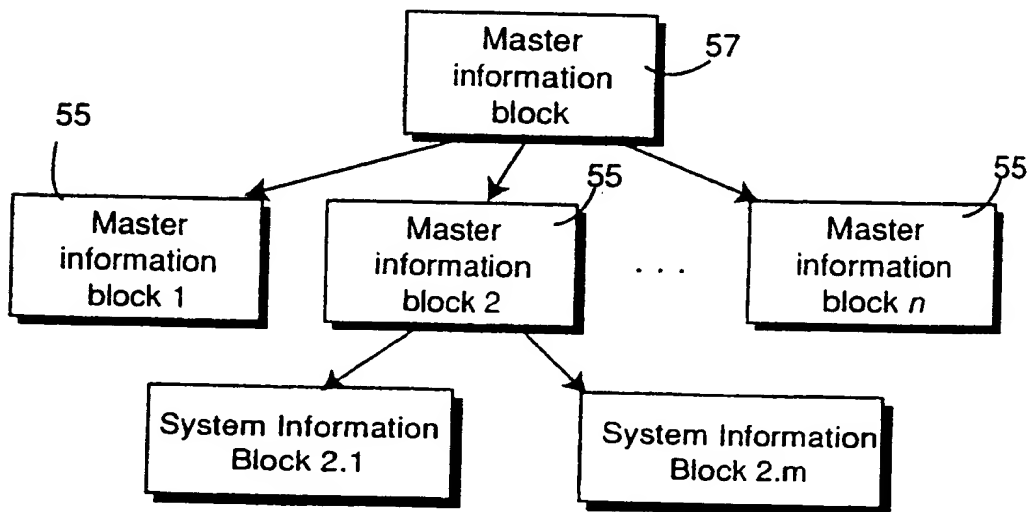 Master
information
block
57
55
Master
information
block 1
55
Master
information
block 2
. . .
55
Master
information
block n
System Information
Block 2.1
System Information
Block 2.m